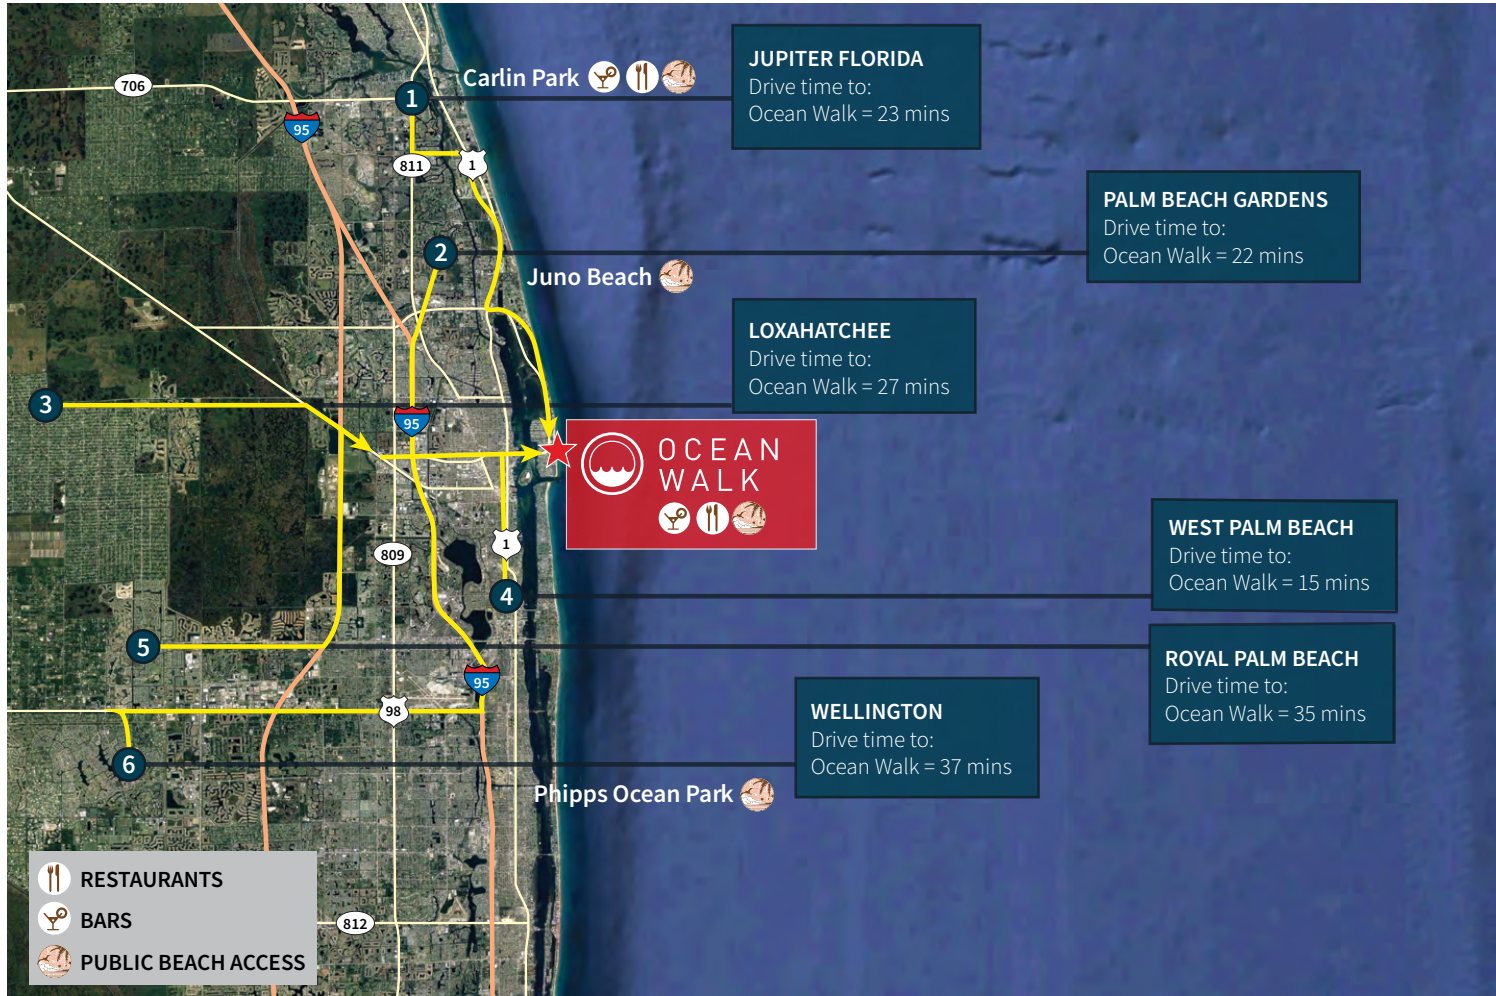 706
95
1
Carlin Park
JUPITER FLORIDA
Drive time to:
Ocean Walk = 23 mins
811
1
2
PALM BEACH GARDENS
Drive time to:
Ocean Walk = 22 mins
Juno Beach
LOXAHATCHEE
Drive time to:
Ocean Walk = 27 mins
3
95
OCEAN
WALK
809
1
4
WEST PALM BEACH
Drive time to:
Ocean Walk = 15 mins
5
ROYAL PALM BEACH
Drive time to:
Ocean Walk = 35 mins
95
98
WELLINGTON
Drive time to:
Ocean Walk = 37 mins
6
Phipps Ocean Park
RESTAURANTS
BARS
PUBLIC BEACH ACCESS
812